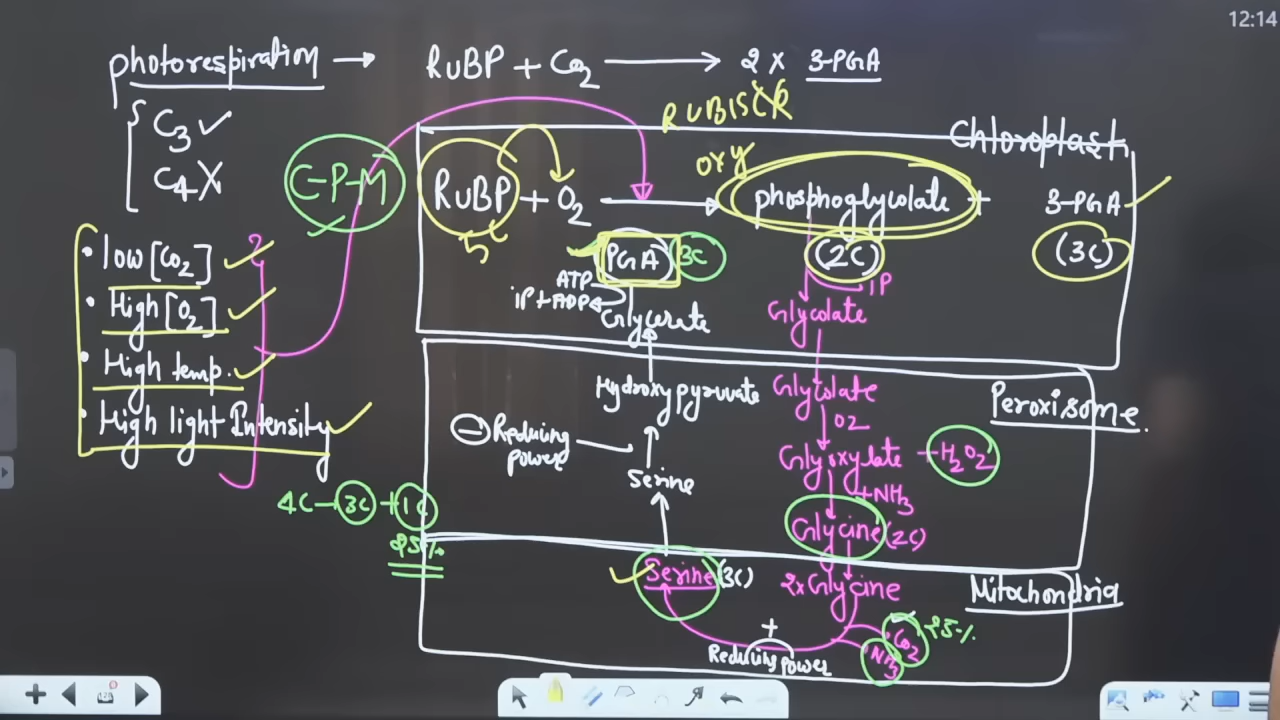 12:14
photorespiration → RuBP + CO2 → 2 x 3-PGA
RUBISCO
C3 ✓
C4 X
C-P-M
Chloroplast
oxy
RuBP + O2 → phosphoglycolate + 3-PGA
5C
PGA 3C
(2C)
(3C)
• low [CO2] ✓
2
• High [O2] ✓
• High temp. ✓
• High light Intensity ✓
ATP
1P + ADP
Glycerate
1P
Glycolate
Peroxisome.
Hydroxypyruvate
Glycolate
O2
⊖ Reducing power
Glyoxylate → H2O2
+NH3
Serine
Glycine (2C)
4C → 3C + 1C
25%
Mitochondria
Serine (3C)
2x Glycine
+
Reducing power
CO2 25%
NH3